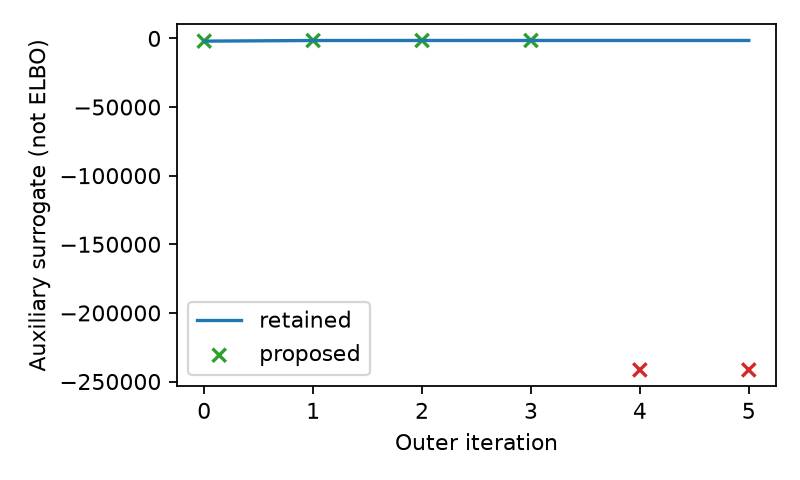 Auxiliary surrogate (not ELBO)
0
−50000
−100000
−150000
−200000
−250000
retained
proposed
0 1 2 3 4 5
Outer iteration